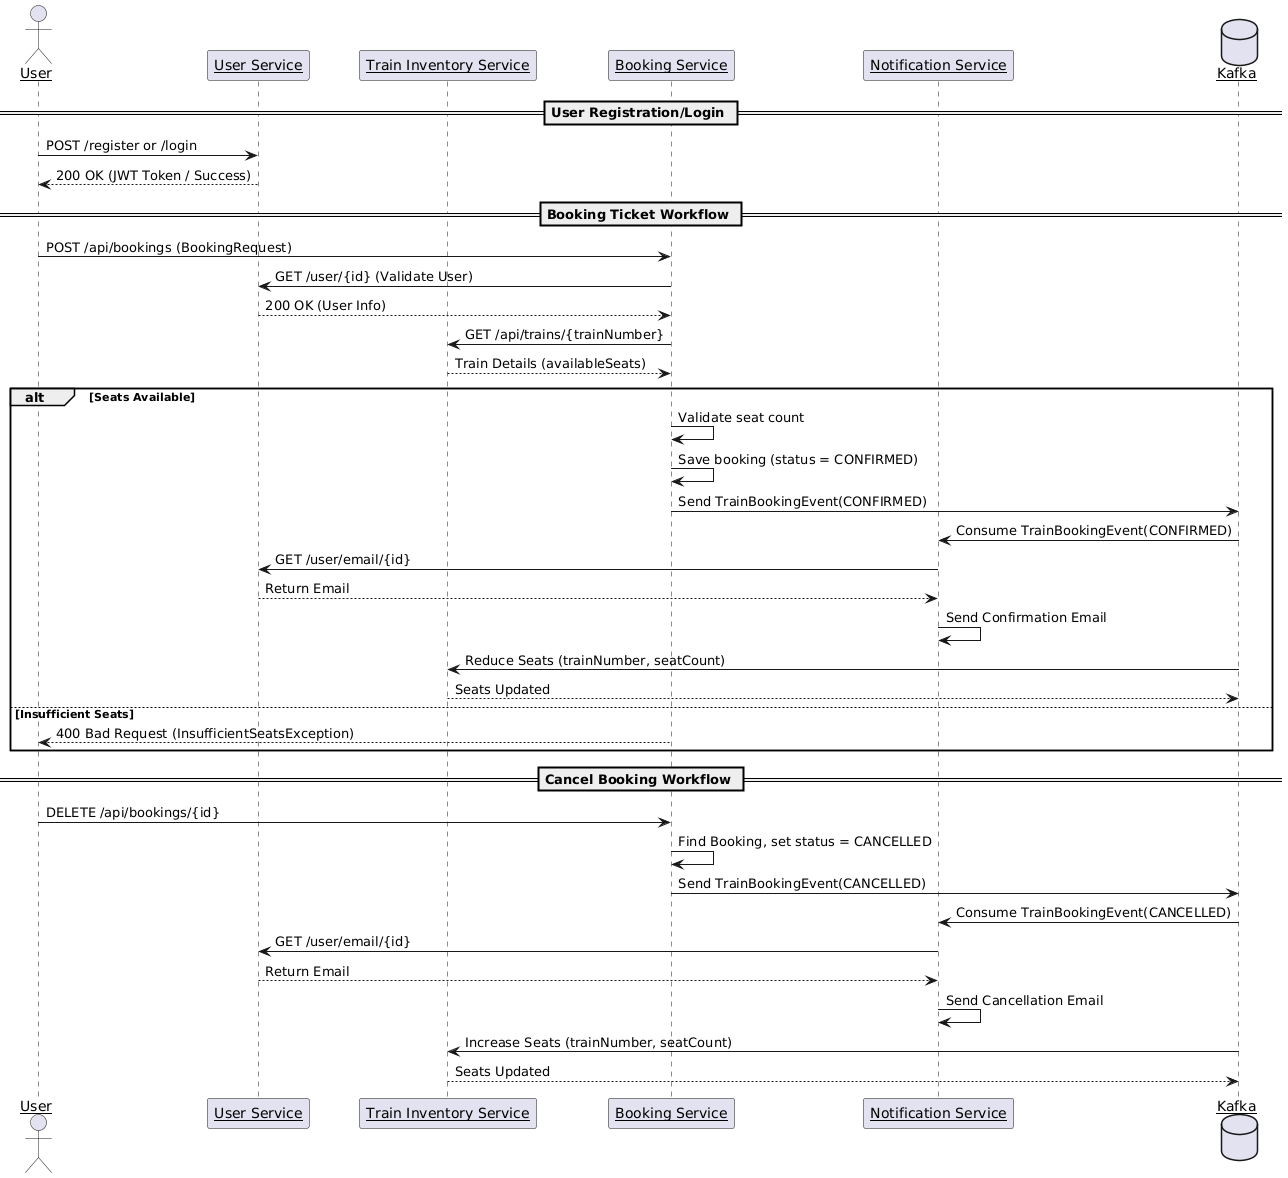 User
User Service
Train Inventory Service
Booking Service
Notification Service
Kafka
User Registration/Login
POST /register or /login
200 OK (JWT Token / Success)
Booking Ticket Workflow
POST /api/bookings (BookingRequest)
GET /user/{id} (Validate User)
200 OK (User Info)
GET /api/trains/{trainNumber}
Train Details (availableSeats)
alt [Seats Available]
Validate seat count
Save booking (status = CONFIRMED)
Send TrainBookingEvent(CONFIRMED)
Consume TrainBookingEvent(CONFIRMED)
GET /user/email/{id}
Return Email
Send Confirmation Email
Reduce Seats (trainNumber, seatCount)
Seats Updated
[Insufficient Seats]
400 Bad Request (InsufficientSeatsException)
Cancel Booking Workflow
DELETE /api/bookings/{id}
Find Booking, set status = CANCELLED
Send TrainBookingEvent(CANCELLED)
Consume TrainBookingEvent(CANCELLED)
GET /user/email/{id}
Return Email
Send Cancellation Email
Increase Seats (trainNumber, seatCount)
Seats Updated
User
User Service
Train Inventory Service
Booking Service
Notification Service
Kafka